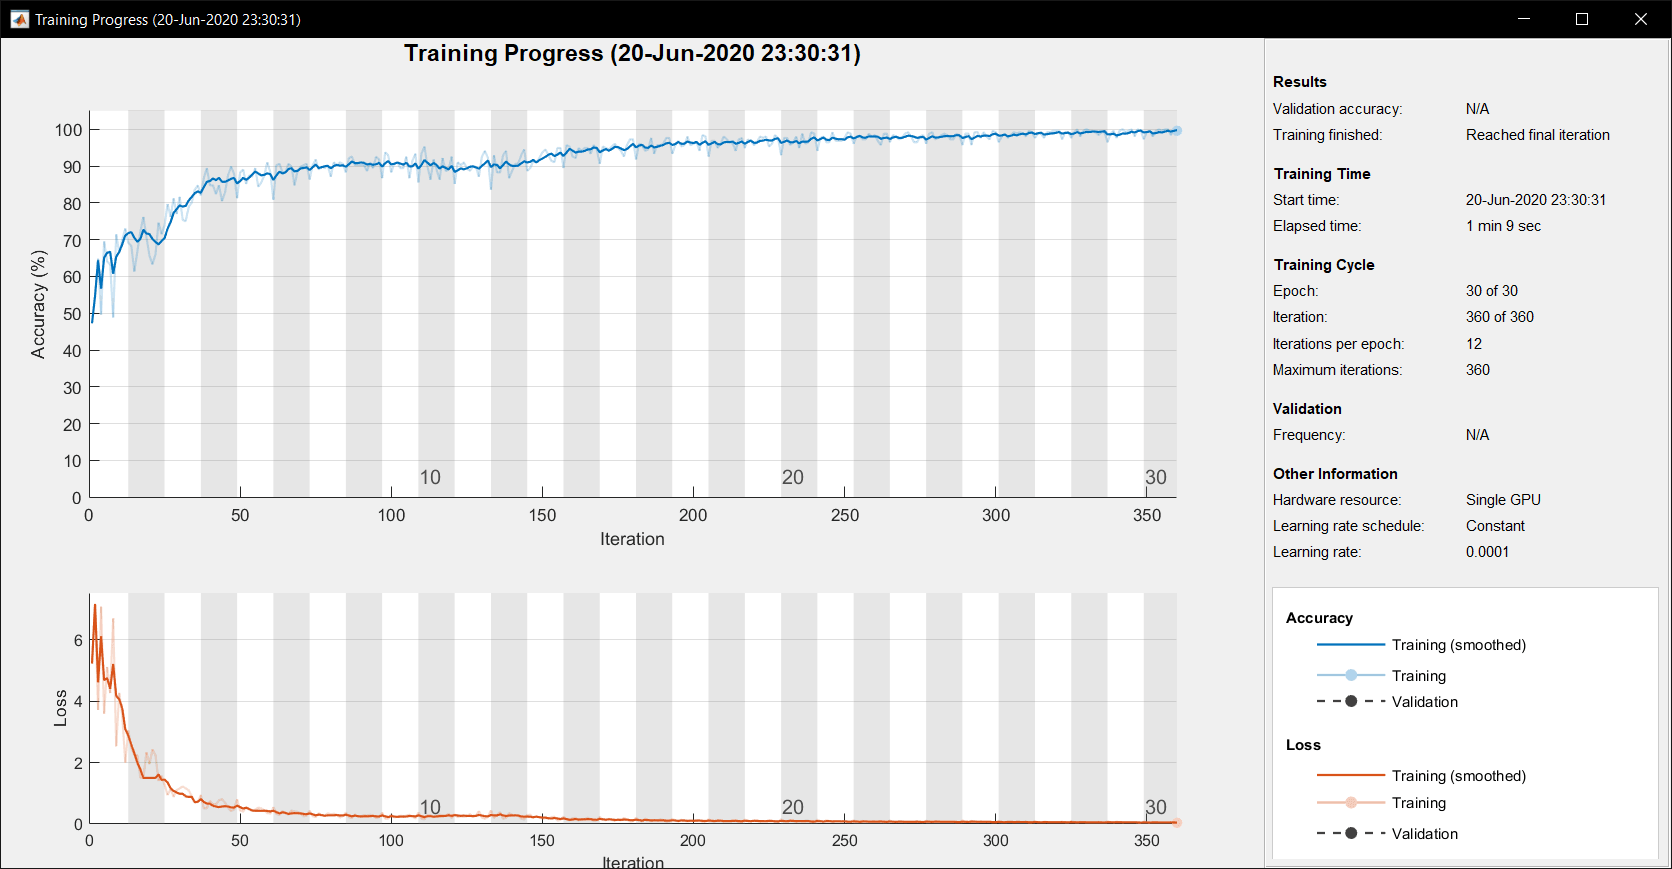 Training Progress (20-Jun-2020 23:30:31)
Training Progress (20-Jun-2020 23:30:31)
100
90
80
70
60
50
40
30
20
10
0
Accuracy (%)
10
20
30
0
50
100
150
200
250
300
350
Iteration
6
4
2
0
Loss
10
20
30
0
50
100
150
200
250
300
350
Iteration
Results
Validation accuracy: N/A
Training finished: Reached final iteration
Training Time
Start time: 20-Jun-2020 23:30:31
Elapsed time: 1 min 9 sec
Training Cycle
Epoch: 30 of 30
Iteration: 360 of 360
Iterations per epoch: 12
Maximum iterations: 360
Validation
Frequency: N/A
Other Information
Hardware resource: Single GPU
Learning rate schedule: Constant
Learning rate: 0.0001
Accuracy
Training (smoothed)
Training
Validation
Loss
Training (smoothed)
Training
Validation